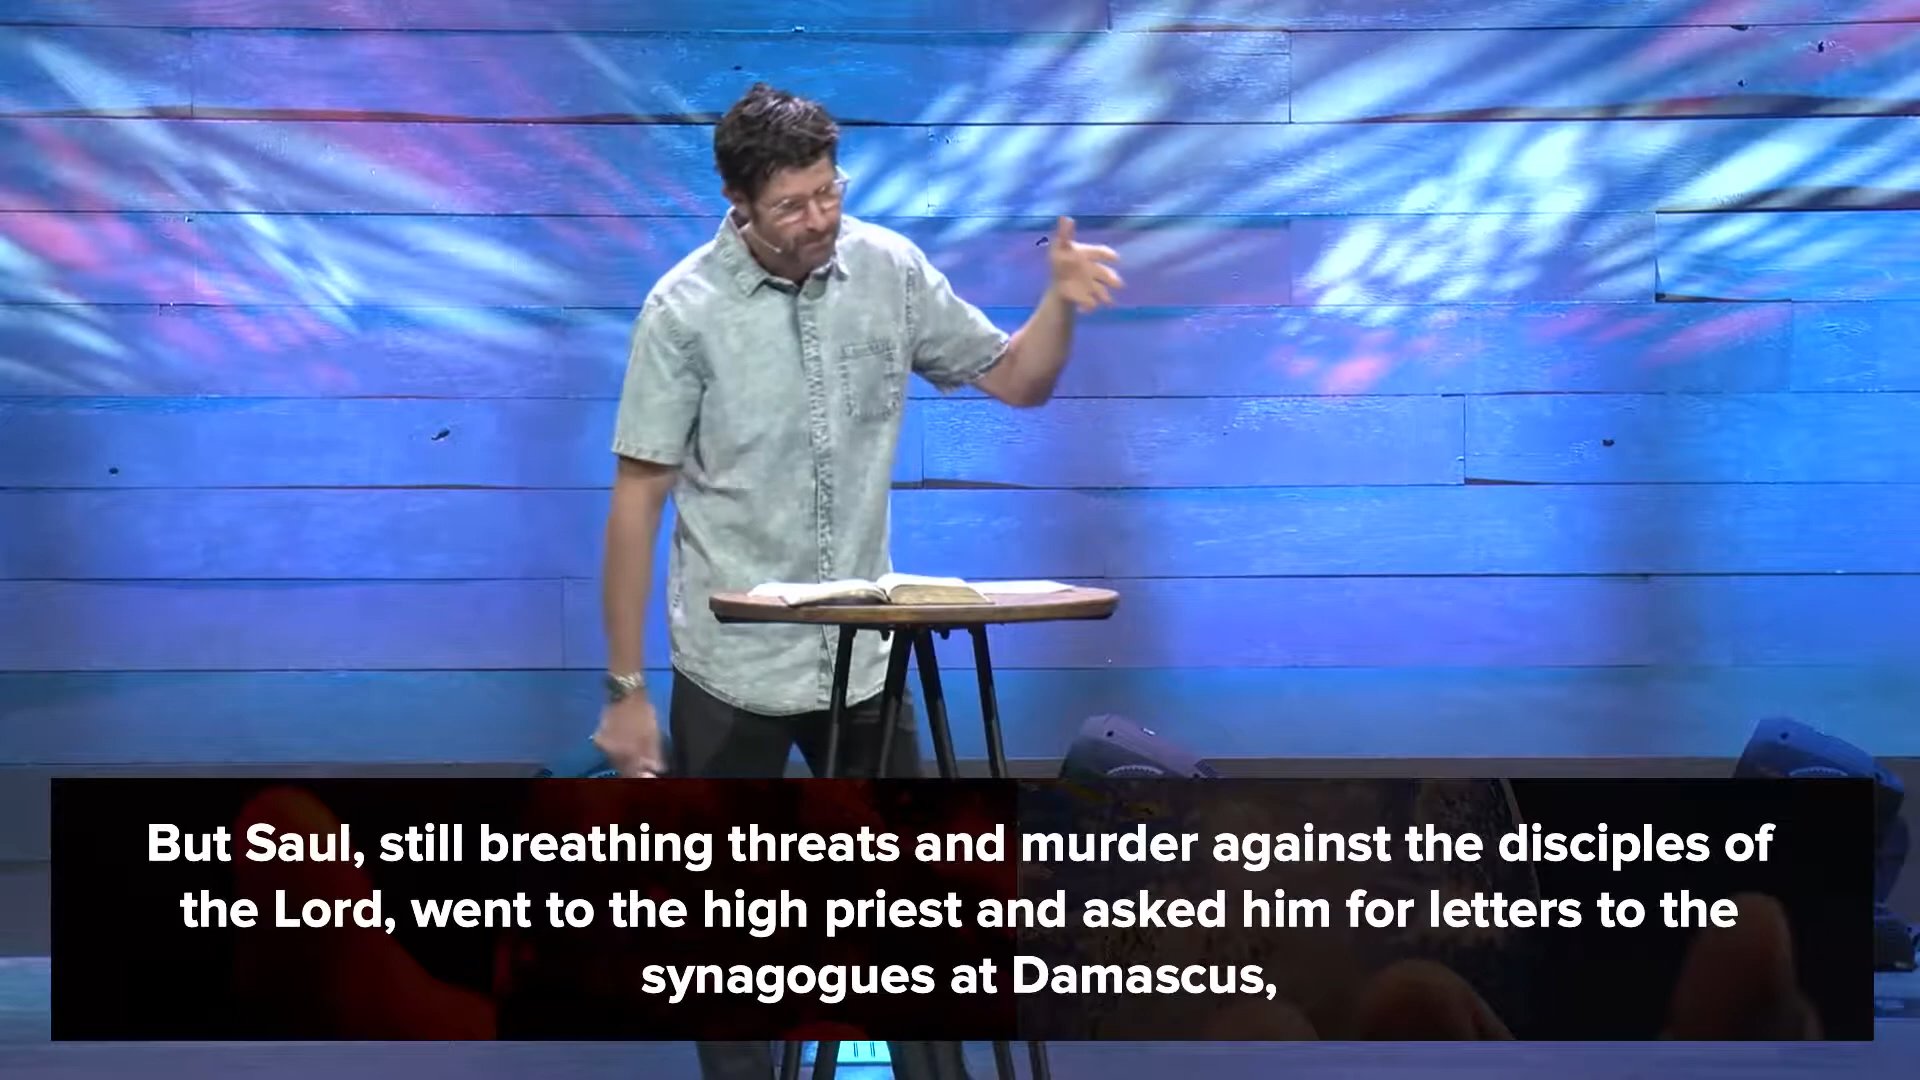 But Saul, still breathing threats and murder against the disciples of
the Lord, went to the high priest and asked him for letters to the
synagogues at Damascus,